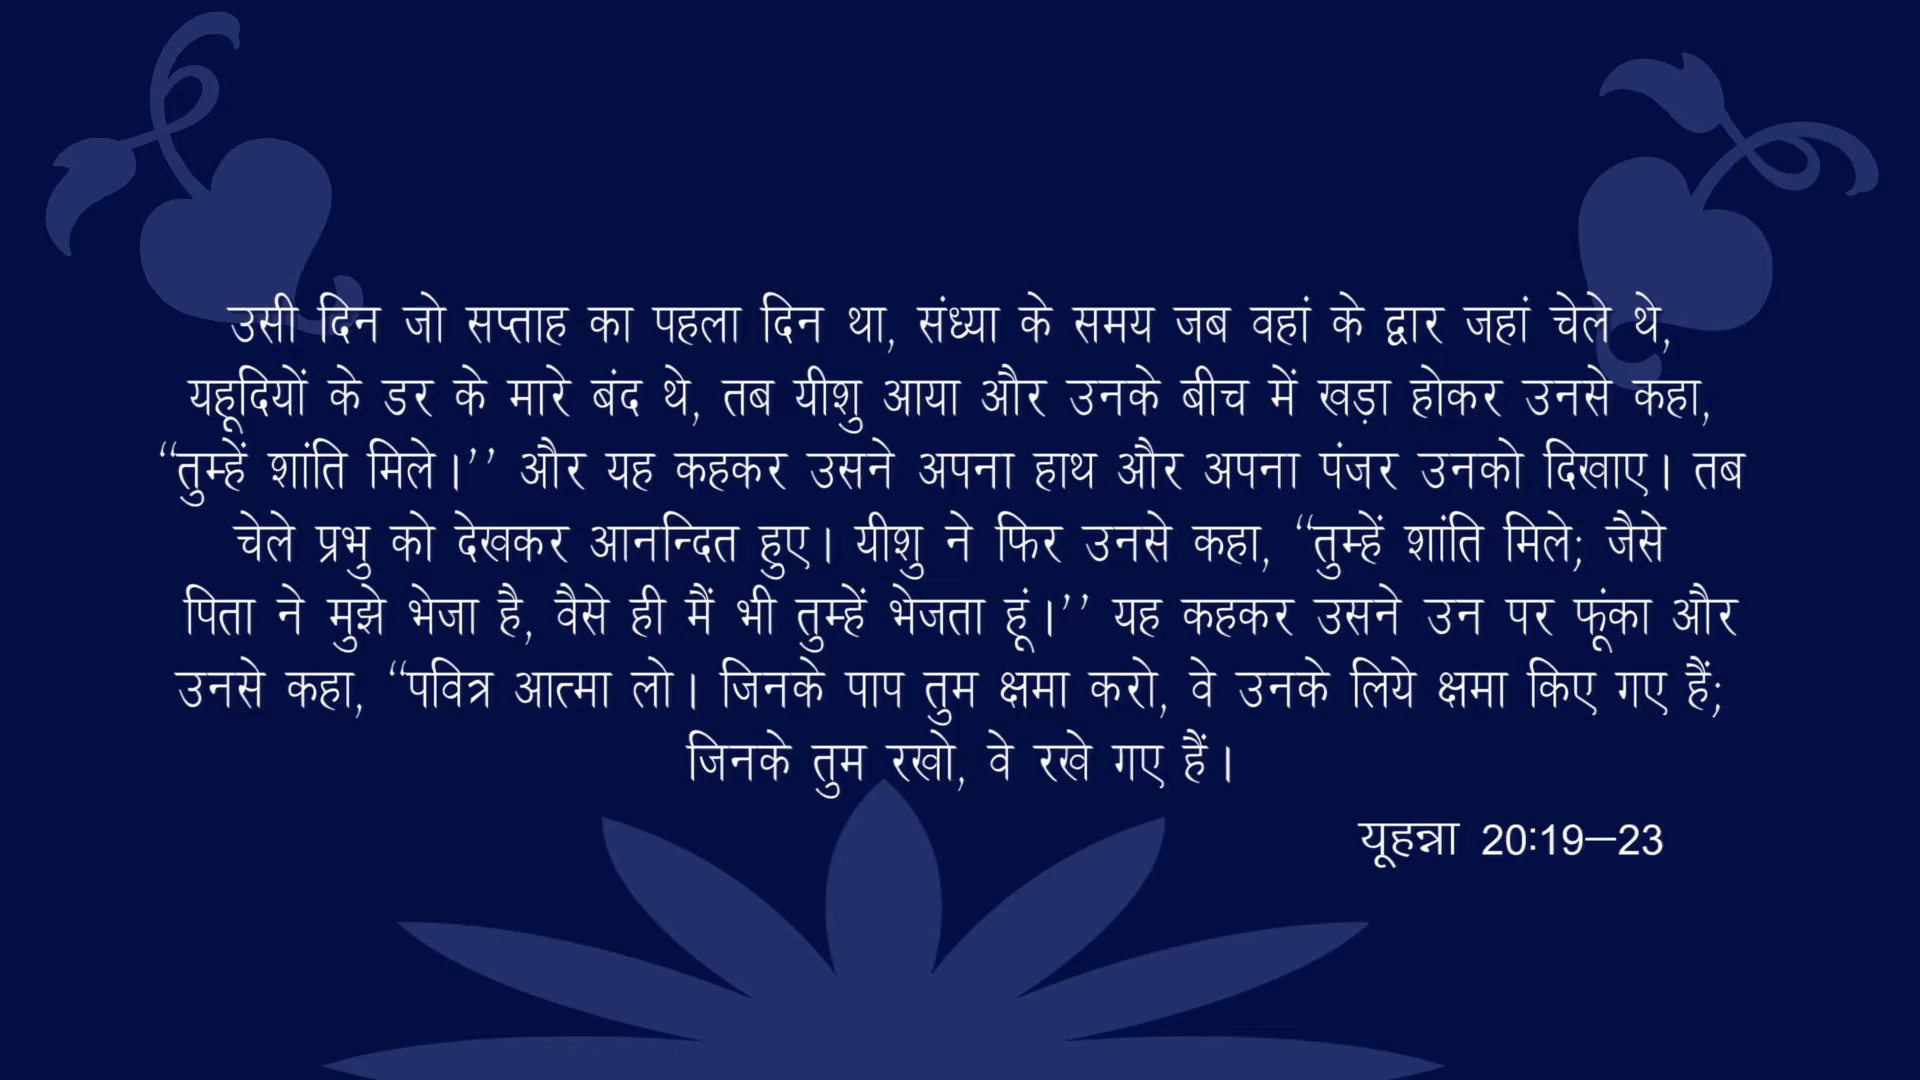 उसी दिन जो सप्ताह का पहला दिन था, संध्या के समय जब वहां के द्वार जहां चेले थे,
यहूदियों के डर के मारे बंद थे, तब यीशु आया और उनके बीच में खड़ा होकर उनसे कहा,
“तुम्हें शांति मिले।’’ और यह कहकर उसने अपना हाथ और अपना पंजर उनको दिखाए। तब
चेले प्रभु को देखकर आनन्दित हुए। यीशु ने फिर उनसे कहा, “तुम्हें शांति मिले; जैसे
पिता ने मुझे भेजा है, वैसे ही मैं भी तुम्हें भेजता हूं।’’ यह कहकर उसने उन पर फूंका और
उनसे कहा, “पवित्र आत्मा लो। जिनके पाप तुम क्षमा करो, वे उनके लिये क्षमा किए गए हैं;
जिनके तुम रखो, वे रखे गए हैं।
यूहन्ना 20:19–23